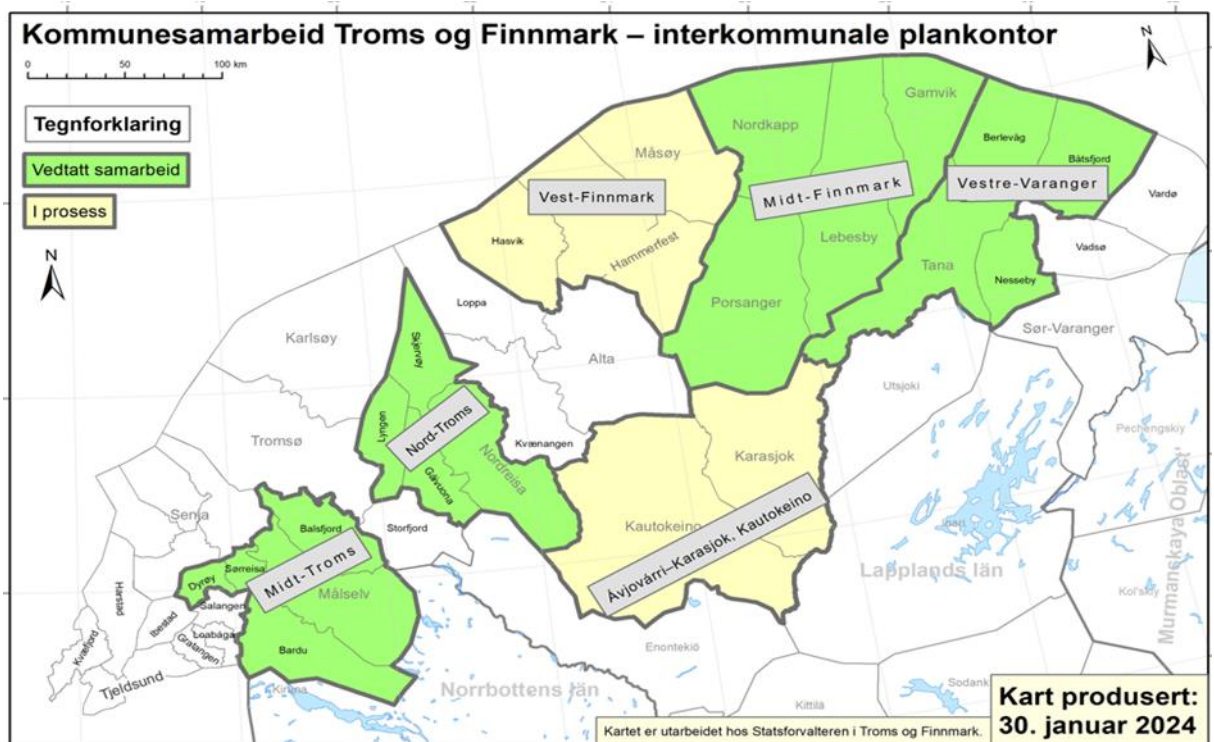 Kommunesamarbeid Troms og Finnmark – interkommunale plankontor
0 50 100 km
N
Tegnforklaring
Vedtatt samarbeid
I prosess
N
Gamvik
Nordkapp
Berlevåg
Måsøy
Båtsfjord
Vest-Finnmark
Midt-Finnmark
Vestre-Varanger
Vardø
Hasvik
Hammerfest
Lebesby
Vadsø
Tana
Nesseby
Loppa
Porsanger
Sør-Varanger
Karlsøy
Skjervøy
Alta
Utsjoki
Lyngen
Nord-Troms
Kvænangen
Pechengskiy
Tromsø
Nordreisa
Karasjok
Gáivuona
Senja
Balsfjord
Storfjord
Kautokeino
Inari
Midt-Troms
Ávjovárri–Karasjok, Kautokeino
Lapplands län
Murmanskaya Oblast'
Kol'skiy
Dyrøy
Sørreisa
Målselv
Harstad
Salangen
Ibestad
Loabága
Gratangen
Kvæfjord
Bardu
Enontekiö
Tjeldsund
Kiruna
Norrbottens län
Sodank
Kittilä
Kartet er utarbeidet hos Statsforvalteren i Troms og Finnmark.
Kart produsert:
30. januar 2024